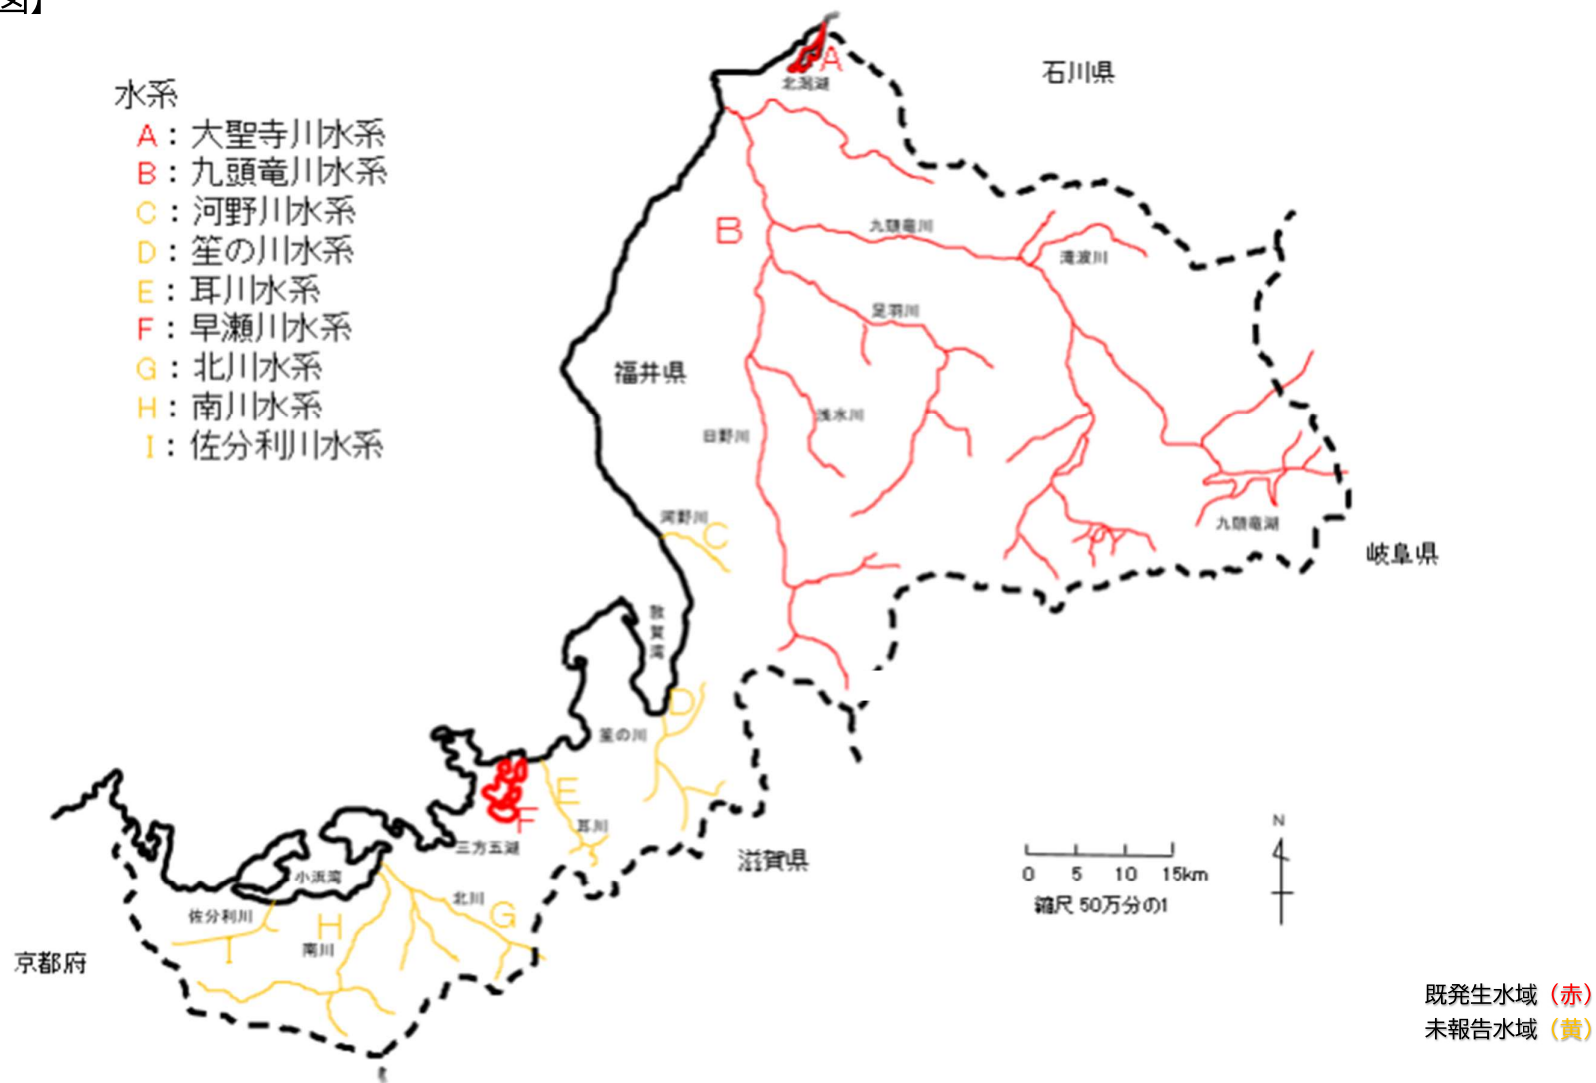 図】
水系
A：大聖寺川水系
B：九頭竜川水系
C：河野川水系
D：笙の川水系
E：耳川水系
F：早瀬川水系
G：北川水系
H：南川水系
I：佐分利川水系
A
北潟湖
石川県
B
九頭竜川
滝波川
足羽川
福井県
浅水川
日野川
河野川
C
九頭竜湖
岐阜県
敦賀湾
D
笙の川
E
耳川
F
三方五湖
滋賀県
小浜湾
佐分利川
I
H
南川
北川
G
京都府
N
0 5 10 15km
縮尺 50万分の1
既発生水域（赤）
未報告水域（黄）